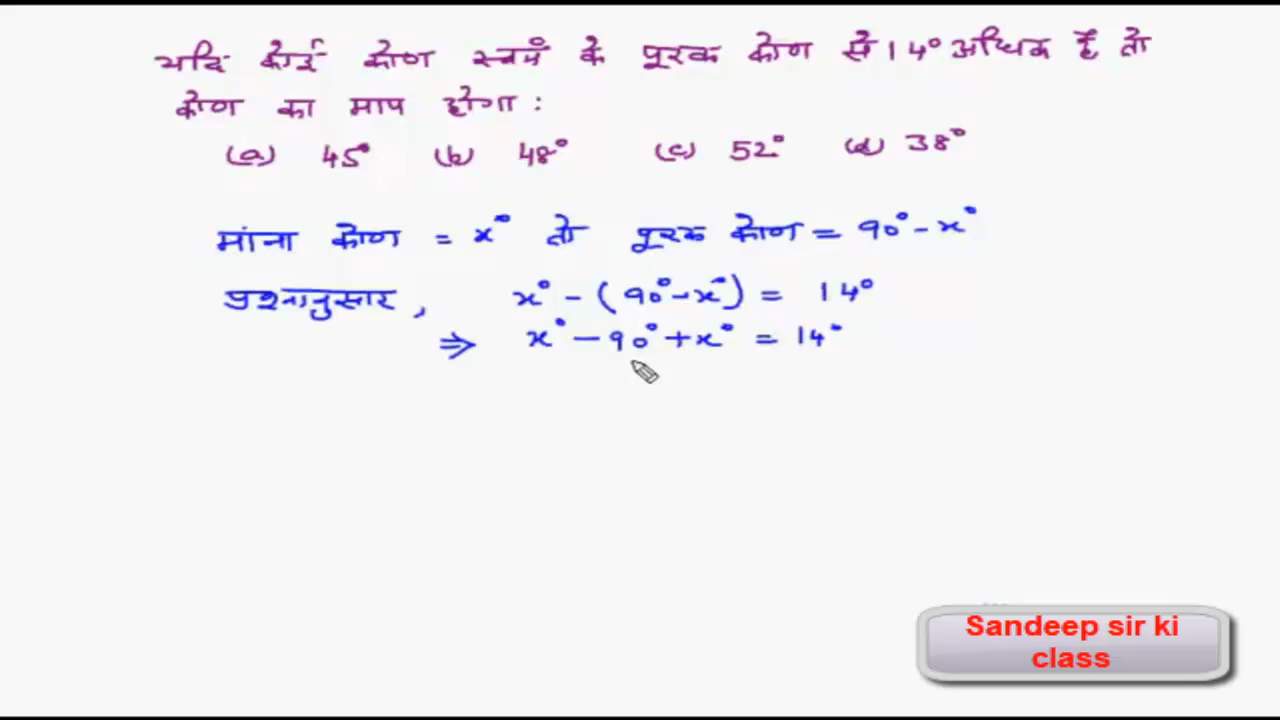 यदि कोई कोण स्वयं के पूरक कोण से 14° अधिक है तो
कोण का माप होगा :
(a) 45° (b) 48° (c) 52° (d) 38°
मांना कोण = x° तो पूरक कोण = 90° - x°
प्रश्नानुसार, x° - (90° - x°) = 14°
⇒ x° - 90° + x° = 14°
Sandeep sir ki
class